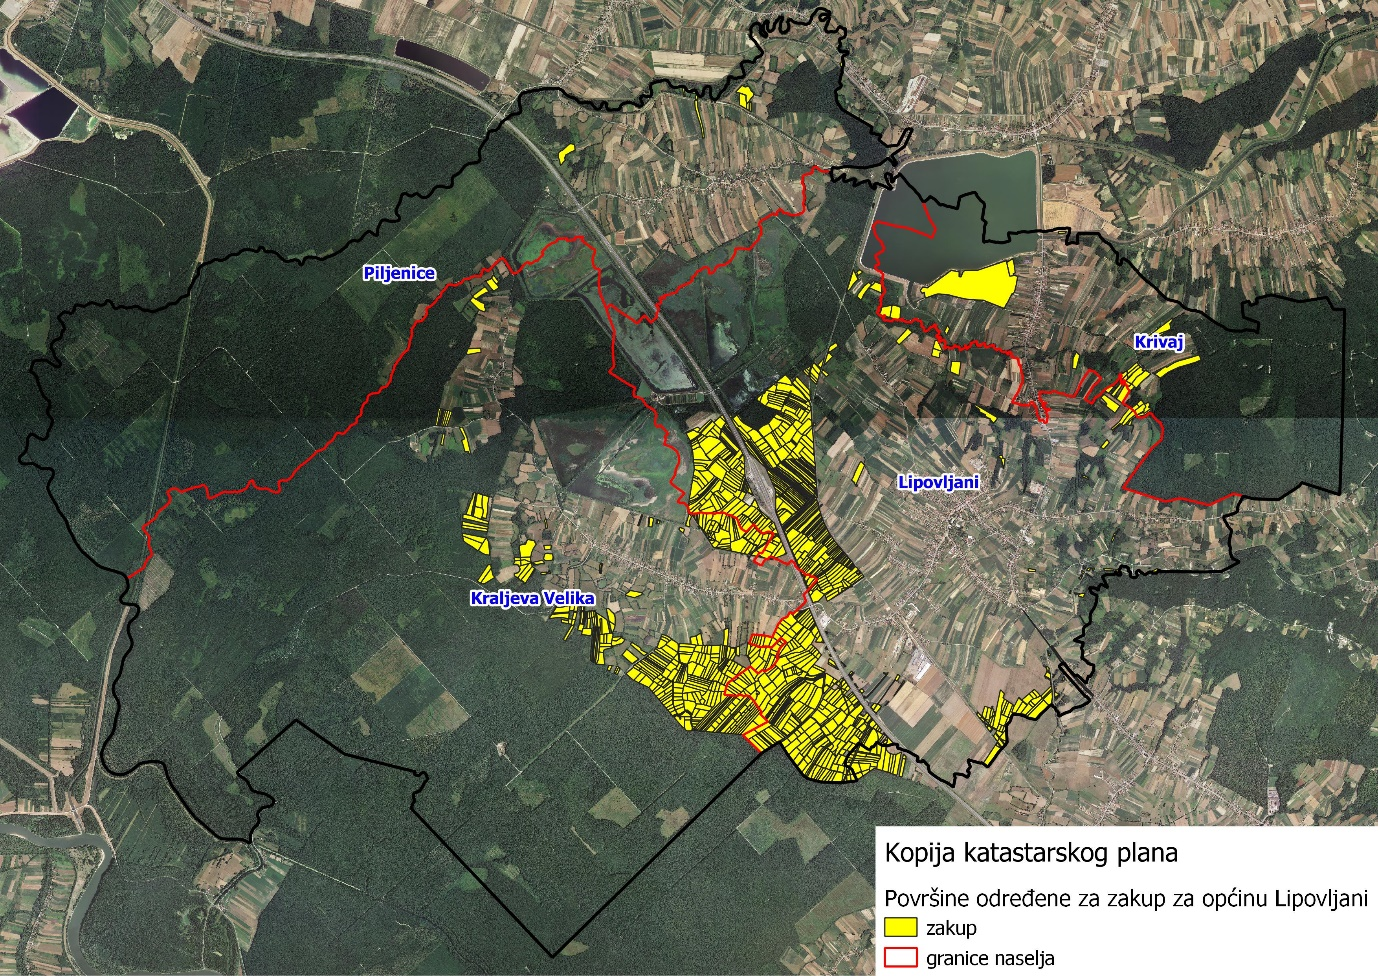 Piljenice
Krivaj
Lipovljani
Kraljeva Velika
Kopija katastarskog plana
Površine određene za zakup za općinu Lipovljani
zakup
granice naselja